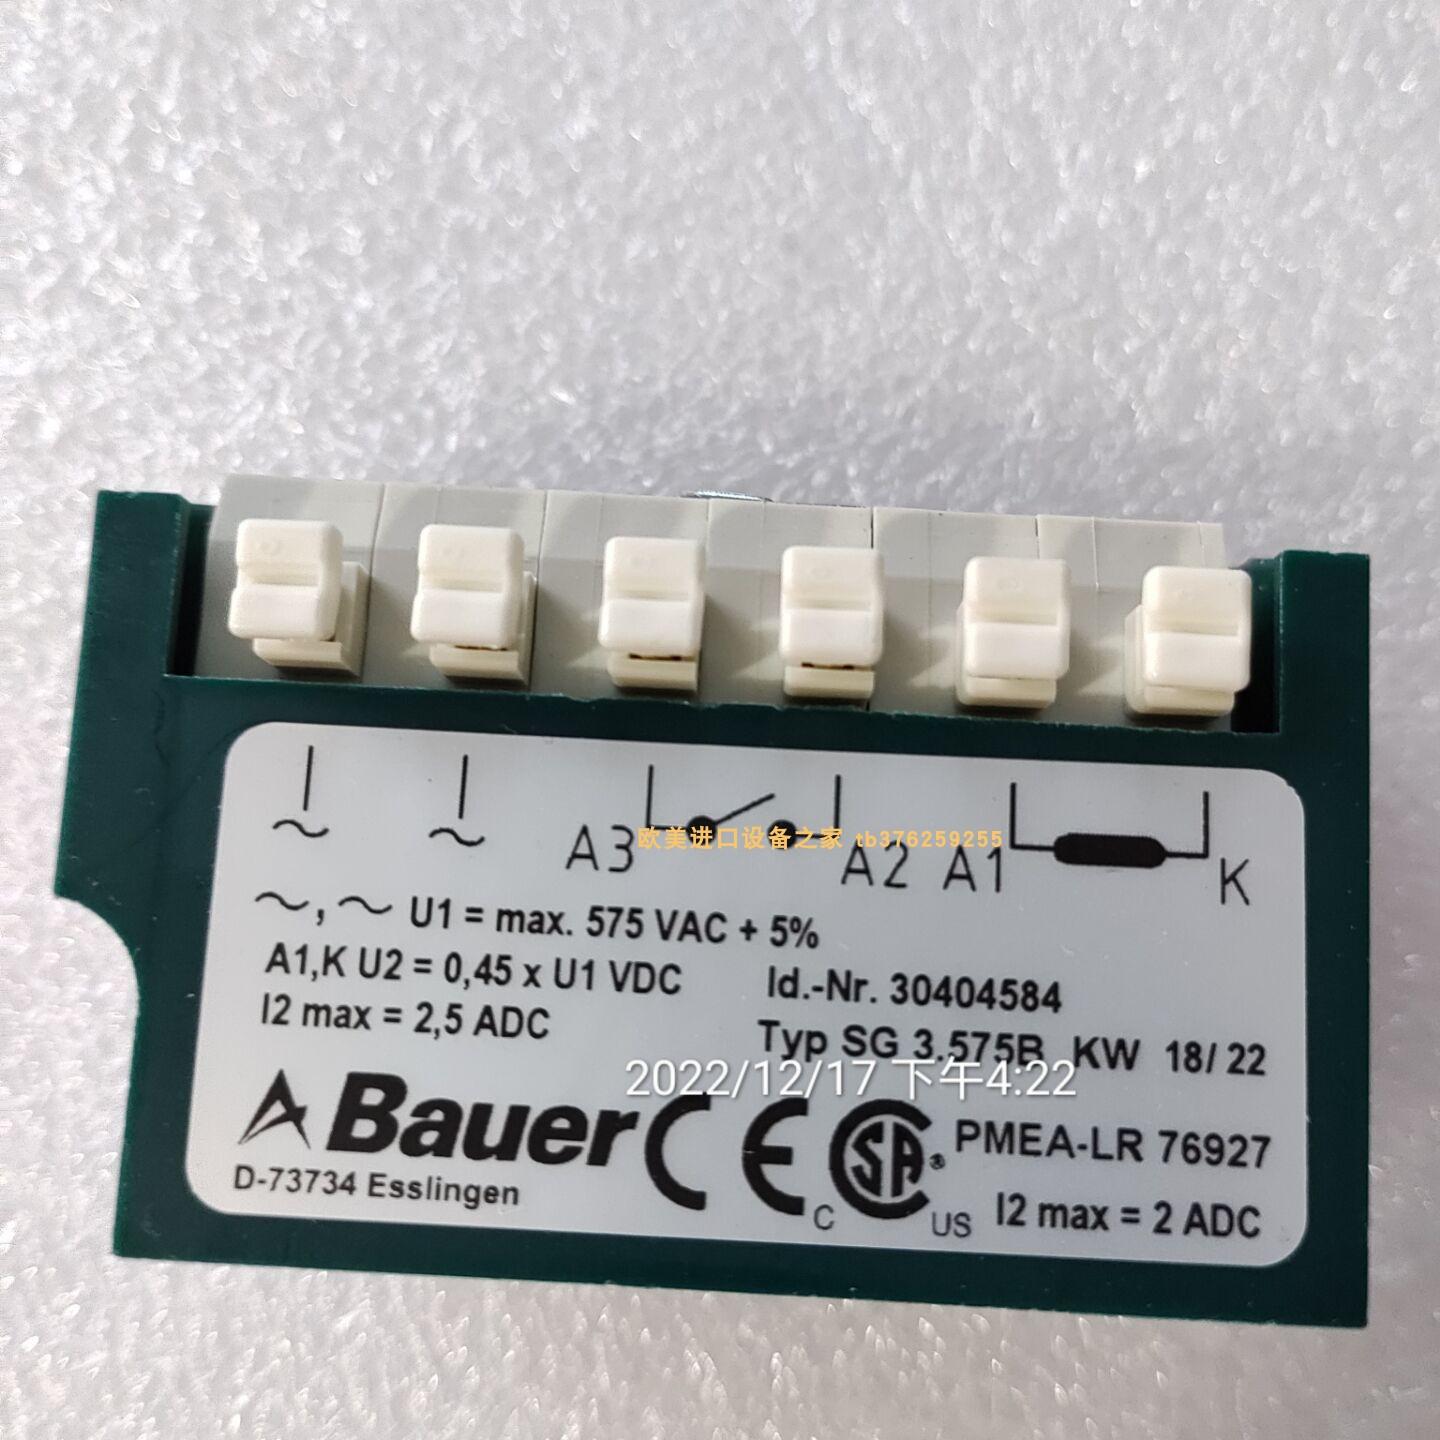 ~ ~ A3 A2 A1 K
欧美进口设备之家 tb376259255
~, ~ U1 = max. 575 VAC + 5%
A1,K U2 = 0,45 x U1 VDC
Id.-Nr. 30404584
I2 max = 2,5 ADC
Typ SG 3.575B KW 18/ 22
2022/12/17 下午4:22
Bauer CE CSA® PMEA-LR 76927
D-73734 Esslingen
C US I2 max = 2 ADC